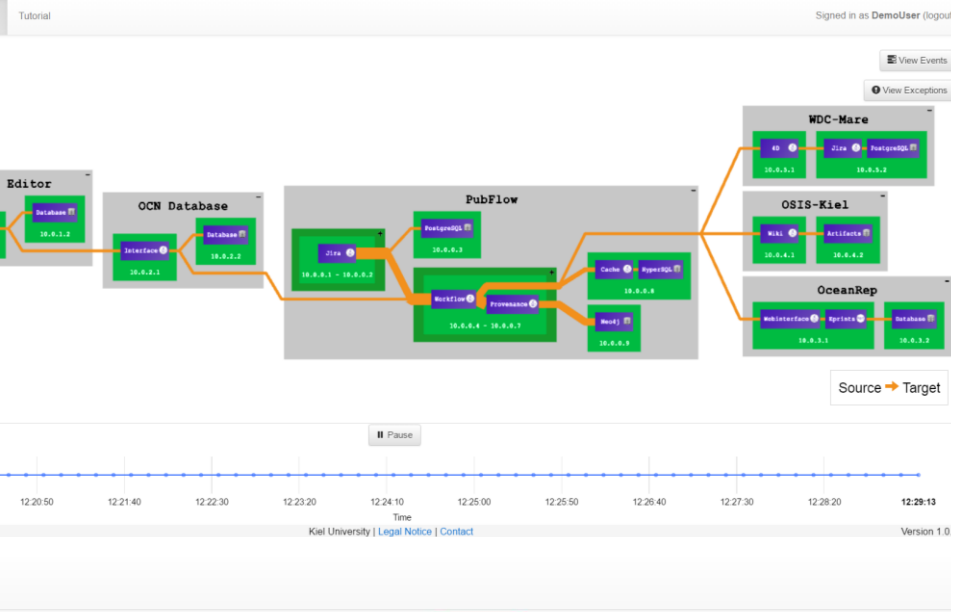 Tutorial
Signed in as DemoUser (logout
View Events
View Exceptions
Editor
Database
10.0.1.2
OCN Database
Interface
10.0.2.1
Database
10.0.2.2
PubFlow
Jira
10.0.0.1 - 10.0.0.2
PostgreSQL
10.0.0.3
Workflow
Provenance
10.0.0.4 - 10.0.0.7
Cache
HyperSQL
10.0.0.8
Neo4j
10.0.0.9
WDC-Mare
4D
10.0.5.1
Jira
PostgreSQL
10.0.5.2
OSIS-Kiel
Wiki
10.0.4.1
Artifacts
10.0.4.2
OceanRep
Webinterface
Eprints
10.0.3.1
Database
10.0.3.2
Source Target
Pause
12:20:50 12:21:40 12:22:30 12:23:20 12:24:10 12:25:00 12:25:50 12:26:40 12:27:30 12:28:20 12:29:13
Time
Kiel University | Legal Notice | Contact
Version 1.0